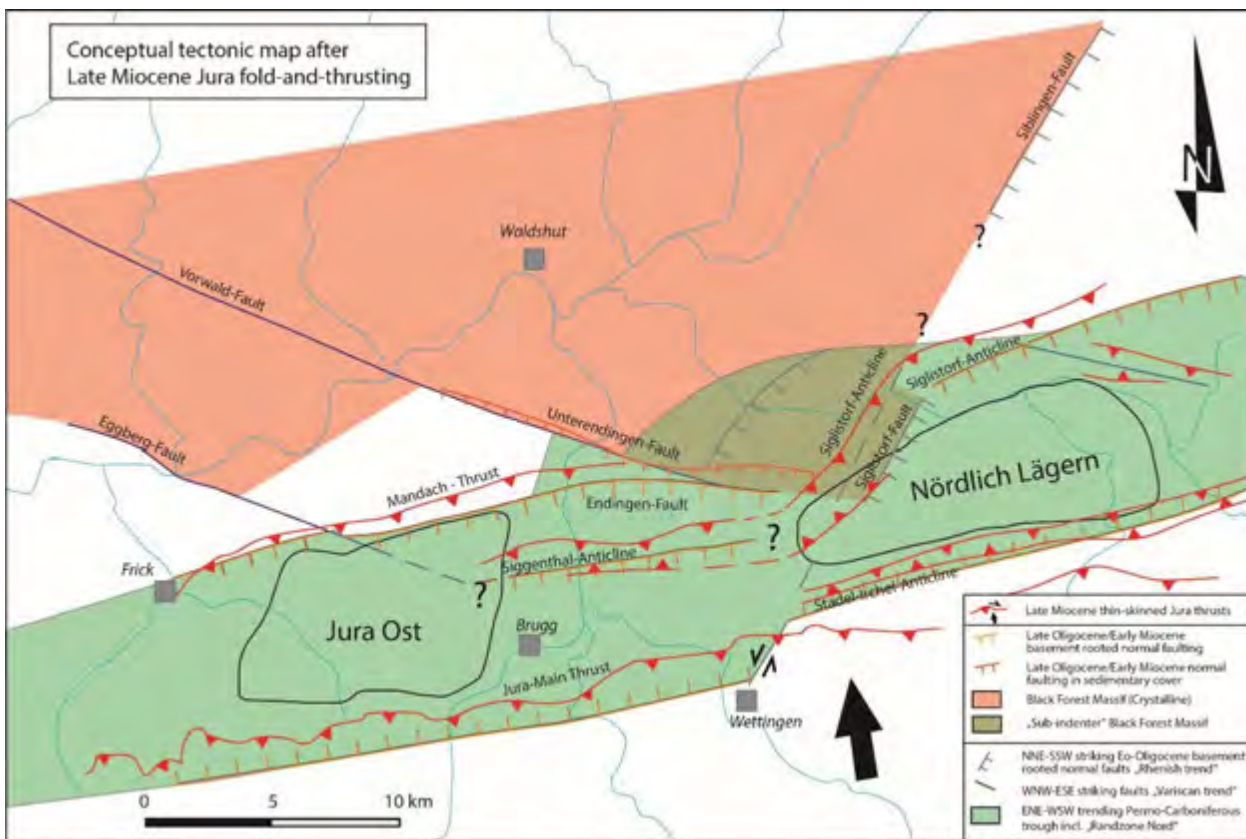 Conceptual tectonic map after
Late Miocene Jura fold-and-thrusting
Siblingen-Fault
N
?
Waldshut
Vorwald-Fault
?
Siglistorf-Anticline
Siglistorf-Anticline
Unterendingen-Fault
Eggberg-Fault
Siglistorf-Fault
Mandach - Thrust
Nördlich Lägern
Endingen-Fault
?
Siggenthal-Anticline
Frick
?
Stadel-Irchel Anticline
Jura Ost
Brugg
Jura-Main Thrust
Wettingen
0 5 10 km
Late Miocene thin-skinned Jura thrusts
Late Oligocene/Early Miocene
basement rooted normal faulting
Late Oligocene/Early Miocene normal
faulting in sedimentary cover
Black Forest Massif (Crystalline)
„Sub-indenter" Black Forest Massif
NNE-SSW striking Eo-Oligocene basement
rooted normal faults „Rhenish trend"
WNW-ESE striking faults „Variscan trend"
ENE-WSW trending Permo-Carboniferous
trough incl. „Randzone Nord"